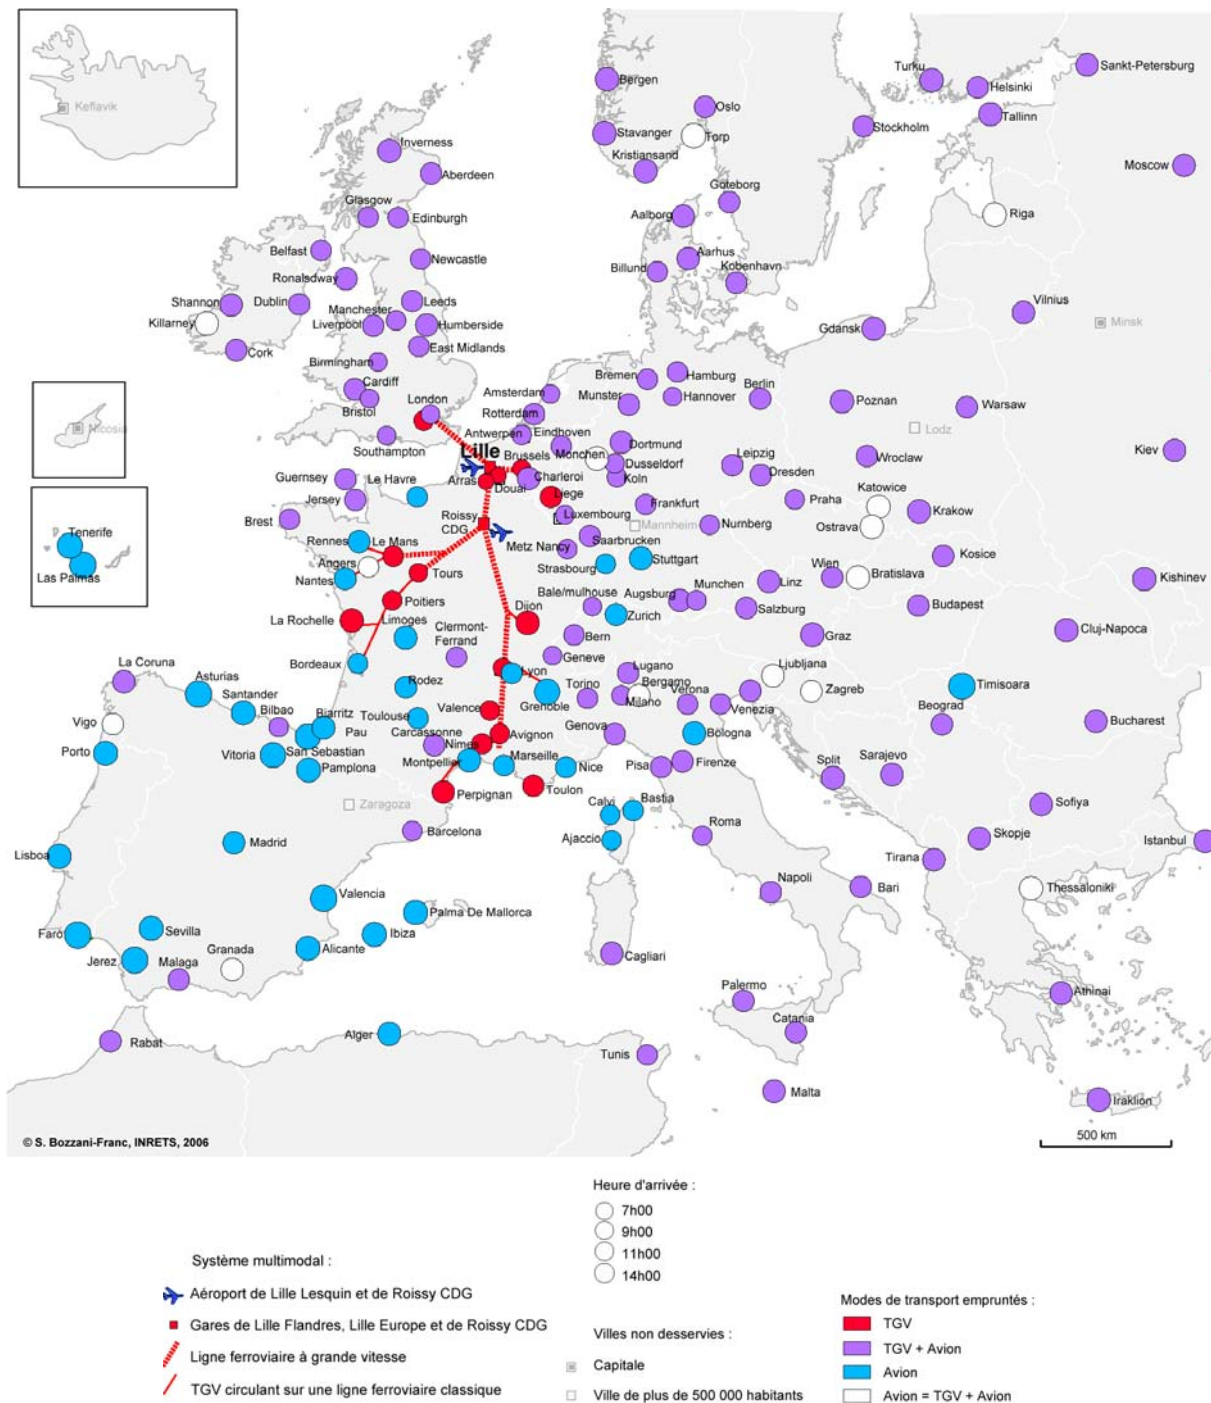 Keflavik
Nicosia
Tenerife
Las Palmas
Bergen
Oslo
Stavanger
Torp
Kristiansand
Turku
Helsinki
Sankt-Petersburg
Tallinn
Stockholm
Moscow
Göteborg
Aalborg
Riga
Aarhus
Billund
Kobenhavn
Vilnius
Minsk
Gdansk
Inverness
Aberdeen
Glasgow
Edinburgh
Belfast
Newcastle
Ronalsdway
Shannon
Dublin
Killarney
Cork
Manchester
Leeds
Liverpool
Humberside
East Midlands
Birmingham
Cardiff
Bristol
London
Southampton
Amsterdam
Rotterdam
Antwerpen
Eindhoven
Bremen
Hamburg
Munster
Hannover
Berlin
Poznan
Warsaw
Lodz
Kiev
Lille
Brussels
Monchen
Dortmund
Dusseldorf
Koln
Leipzig
Dresden
Wroclaw
Arras
Douai
Charleroi
Liege
Guernsey
Jersey
Le Havre
Brest
Roissy
CDG
Luxembourg
Frankfurt
Mannheim
Praha
Katowice
Ostrava
Krakow
Nurnberg
Metz Nancy
Saarbrucken
Strasbourg
Stuttgart
Kosice
Rennes
Le Mans
Angers
Nantes
Tours
Poitiers
La Rochelle
Limoges
Bordeaux
Clermont-
Ferrand
Dijon
Bale/mulhouse
Augsburg
Munchen
Linz
Wien
Bratislava
Kishinev
Salzburg
Budapest
Zurich
Bern
Geneve
Graz
Cluj-Napoca
Lyon
Grenoble
Lugano
Bergamo
Torino
Milano
Verona
Venezia
Ljubljana
Zagreb
Timisoara
Beograd
Bucharest
La Coruna
Asturias
Santander
Bilbao
Vigo
Porto
Vitoria
San Sebastian
Biarritz
Pau
Pamplona
Rodez
Toulouse
Carcassonne
Valence
Avignon
Nimes
Montpellier
Marseille
Nice
Genova
Bologna
Pisa
Firenze
Split
Sarajevo
Sofiya
Perpignan
Toulon
Zaragoza
Barcelona
Calvi
Bastia
Ajaccio
Roma
Skopje
Istanbul
Tirana
Lisboa
Madrid
Valencia
Napoli
Bari
Thessaloniki
Palma De Mallorca
Faro
Sevilla
Ibiza
Alicante
Jerez
Granada
Malaga
Cagliari
Palermo
Catania
Athinai
Rabat
Alger
Tunis
Malta
Iraklion
© S. Bozzani-Franc, INRETS, 2006
500 km
Heure d'arrivée :
7h00
9h00
11h00
14h00
Système multimodal :
Aéroport de Lille Lesquin et de Roissy CDG
Gares de Lille Flandres, Lille Europe et de Roissy CDG
Ligne ferroviaire à grande vitesse
TGV circulant sur une ligne ferroviaire classique
Villes non desservies :
Capitale
Ville de plus de 500 000 habitants
Modes de transport empruntés :
TGV
TGV + Avion
Avion
Avion = TGV + Avion